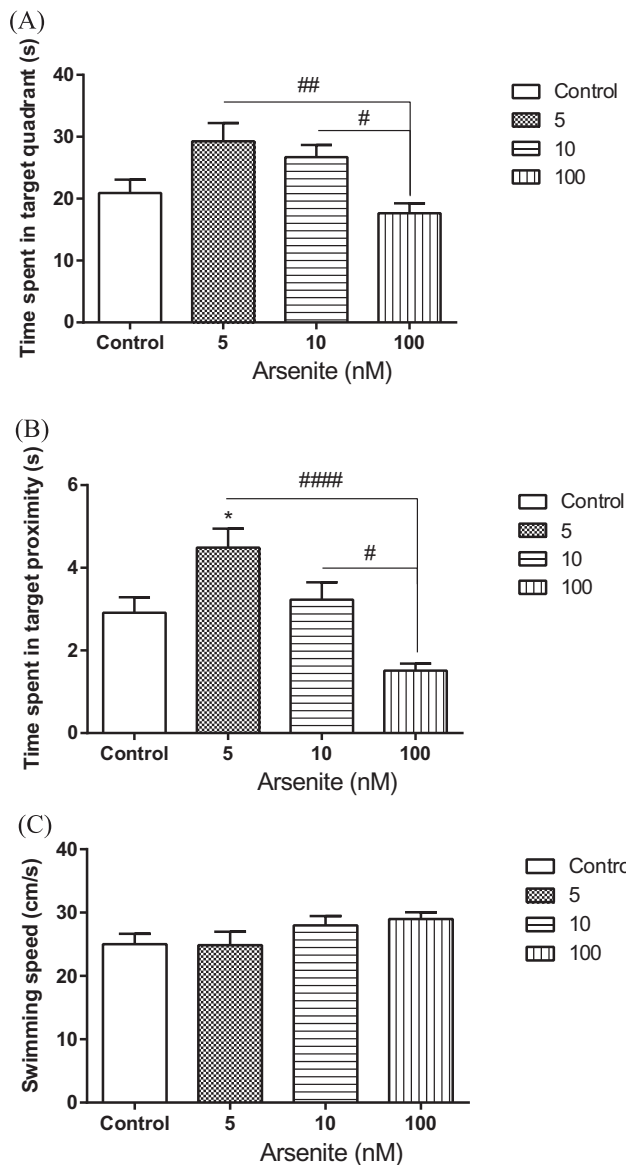 (A)
Time spent in target quadrant (s)
40
30
20
10
0
##
#
Control
5
10
100
Arsenite (nM)
Control
5
10
100
(B)
Time spent in target proximity (s)
6
4
2
0
####
#
*
Control
5
10
100
Arsenite (nM)
Control
5
10
100
(C)
Swimming speed (cm/s)
40
30
20
10
0
Control
5
10
100
Arsenite (nM)
Contro
5
10
100